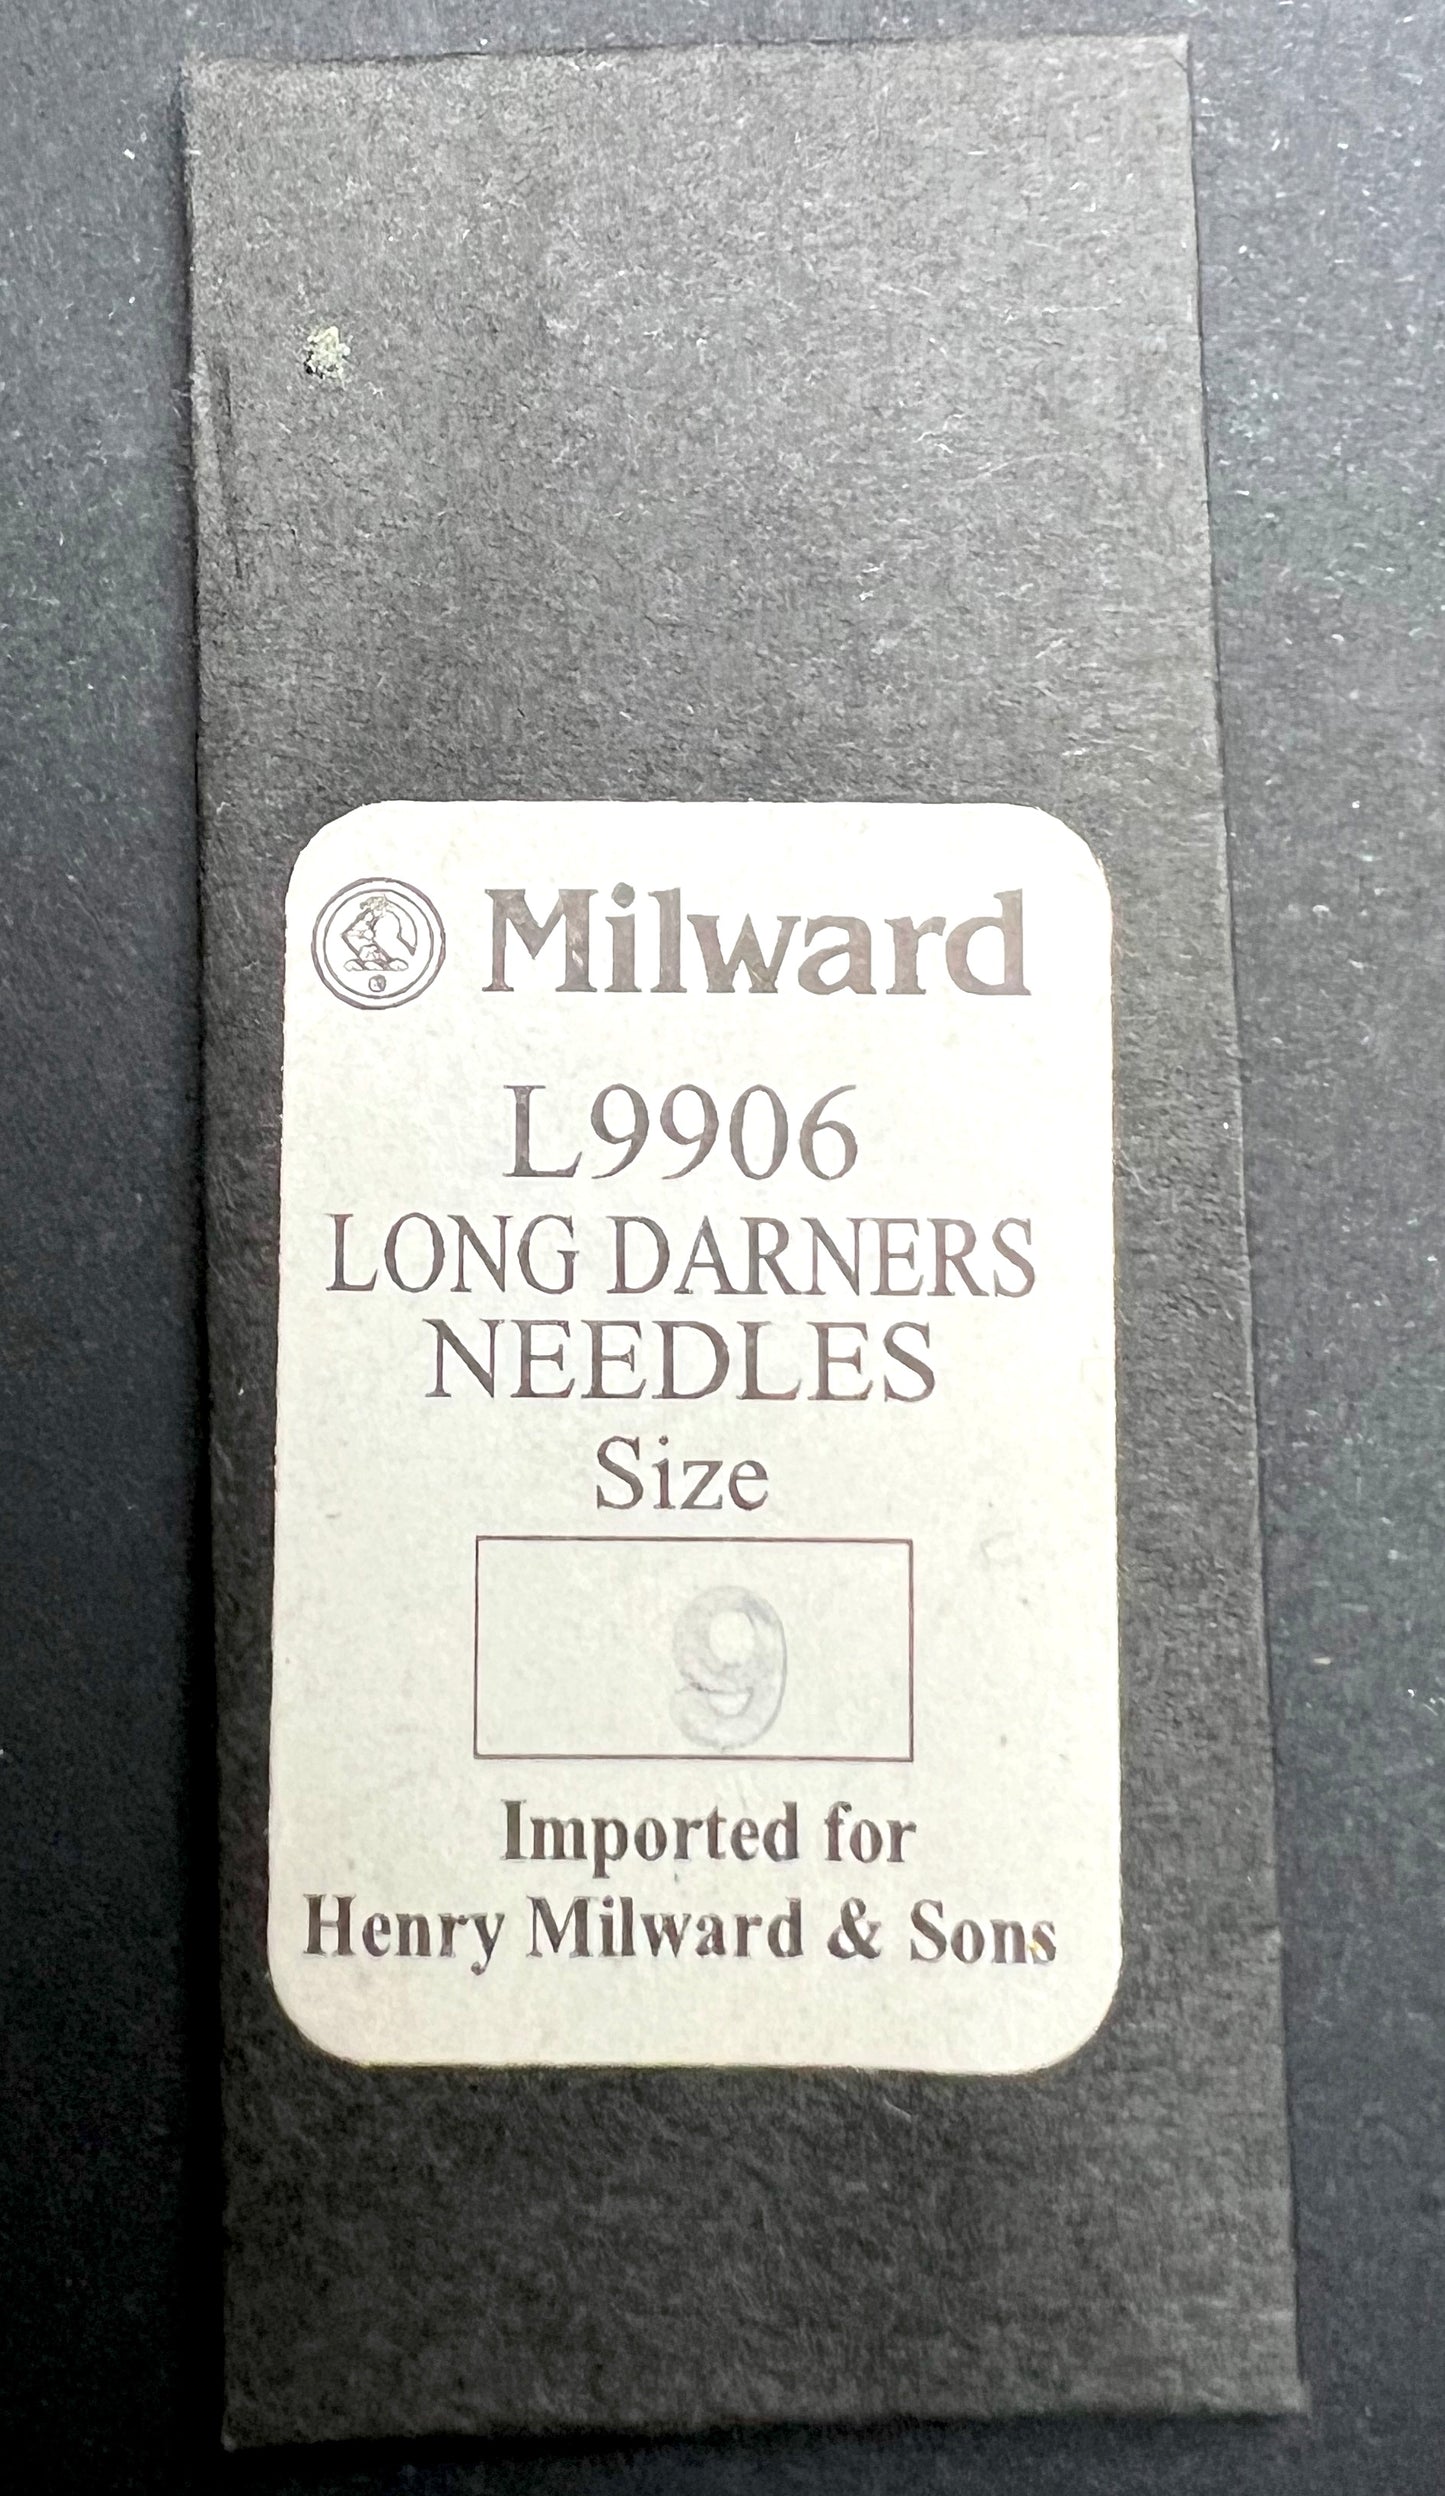 Milward
L9906
LONG DARNERS
NEEDLES
Size
9
Imported for
Henry Milward & Sons